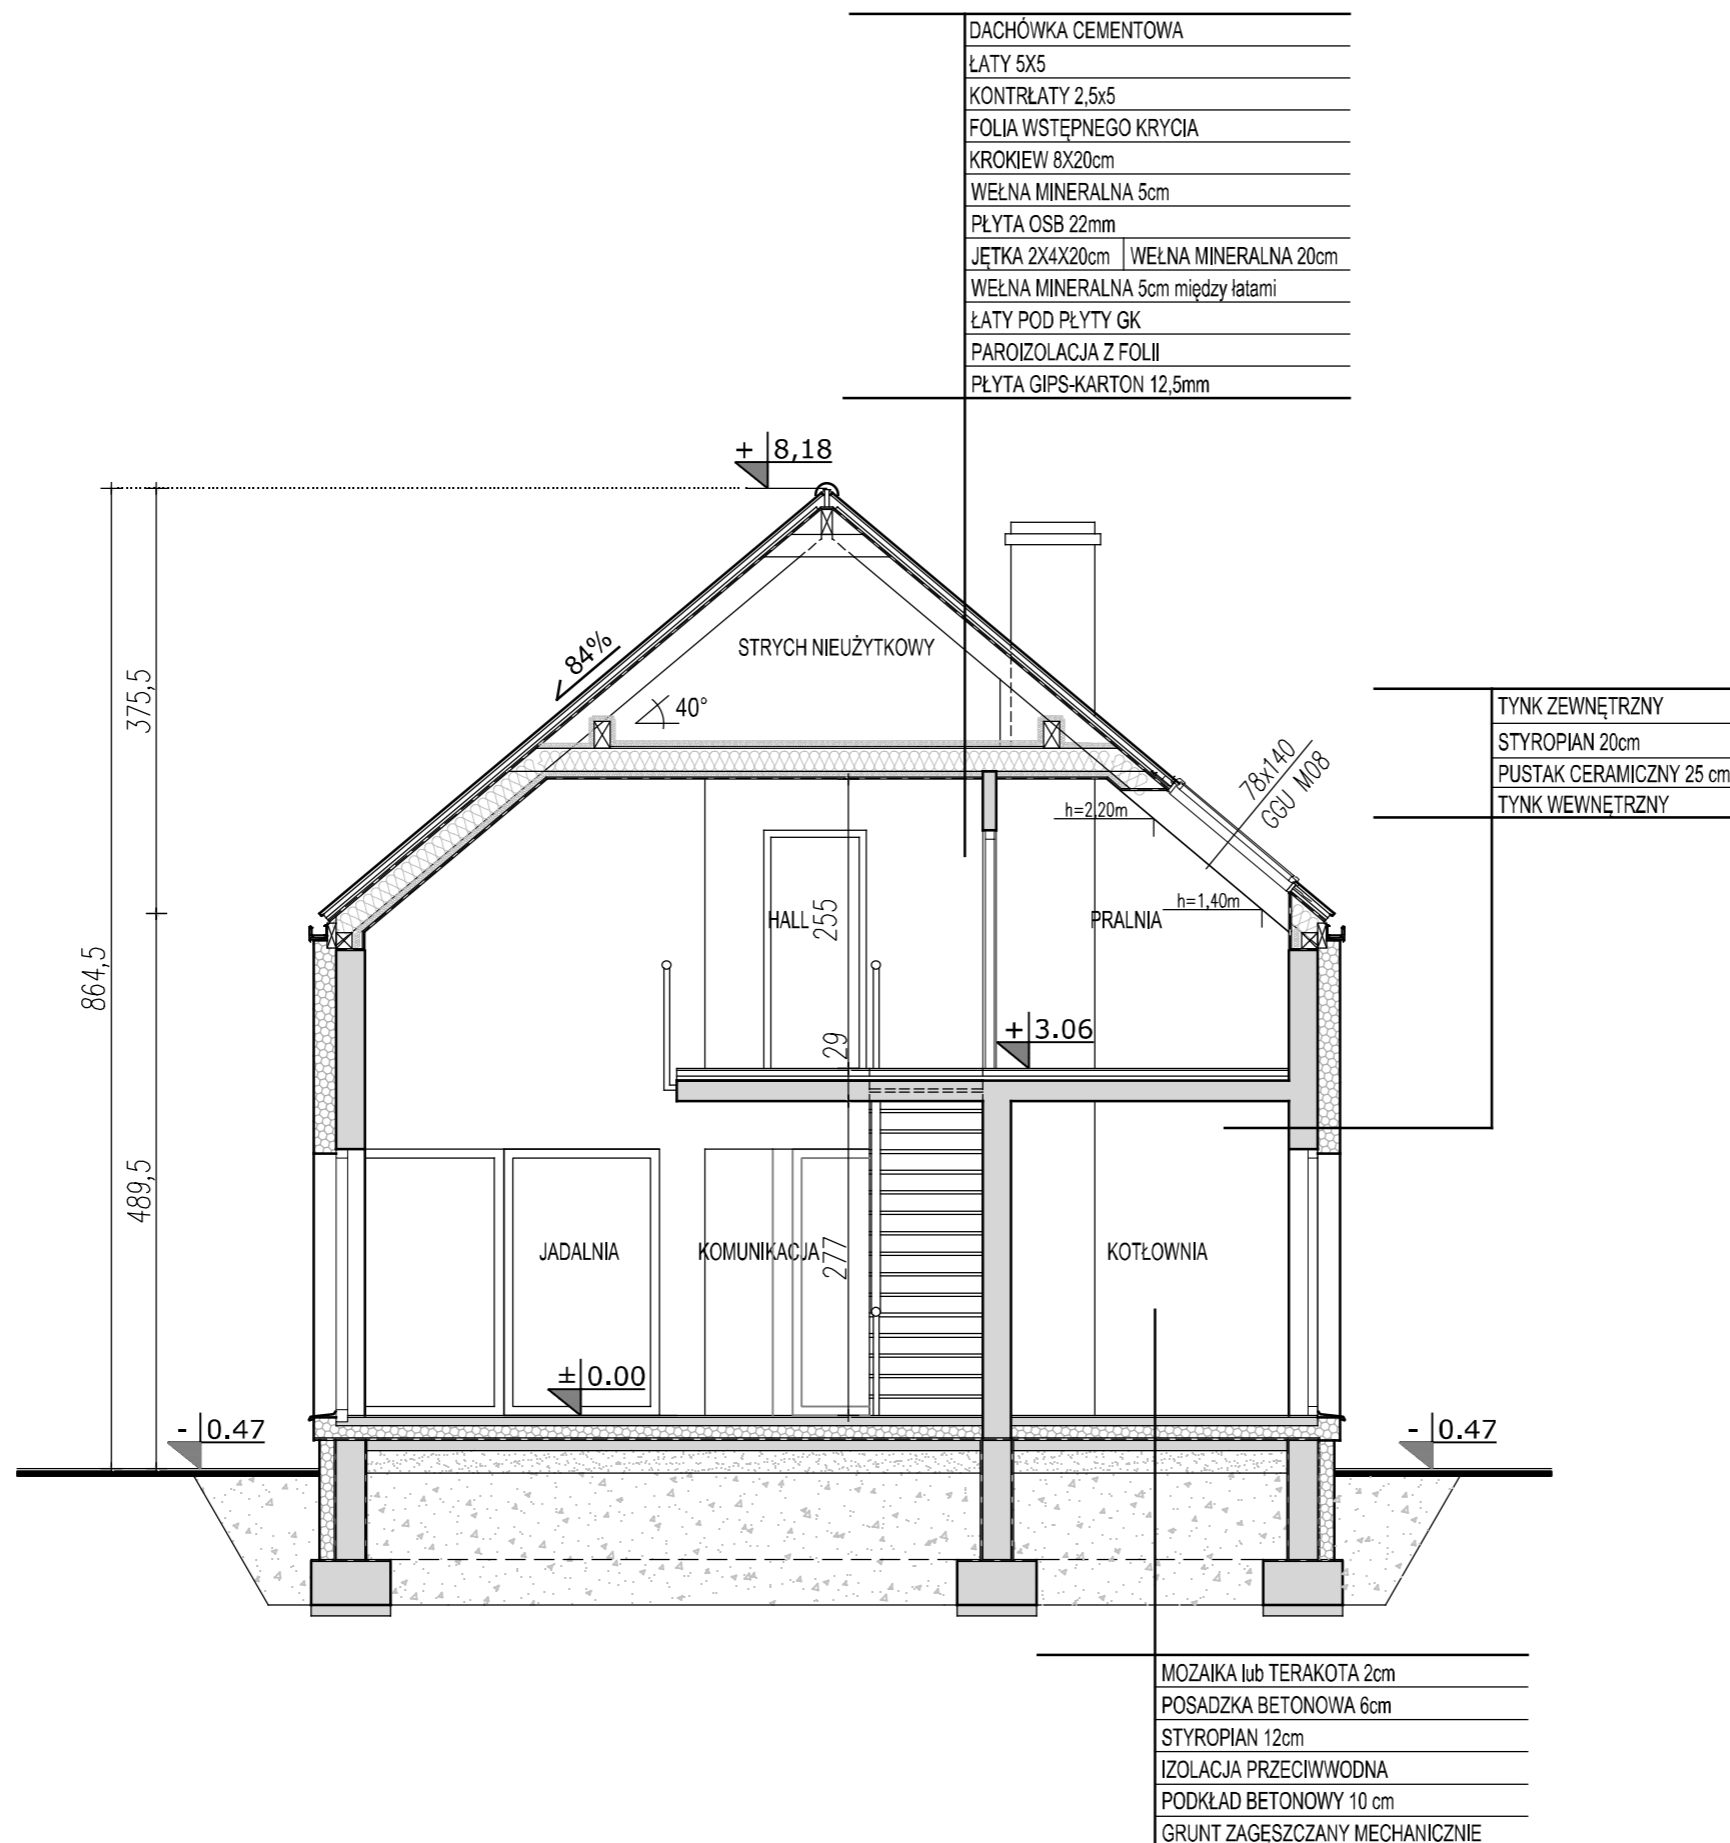 DACHÓWKA CEMENTOWA
ŁATY 5X5
KONTRŁATY 2,5x5
FOLIA WSTĘPNEGO KRYCIA
KROKIEW 8X20cm
WEŁNA MINERALNA 5cm
PŁYTA OSB 22mm
JĘTKA 2X4X20cm WEŁNA MINERALNA 20cm
WEŁNA MINERALNA 5cm między łatami
ŁATY POD PŁYTY GK
PAROIZOLACJA Z FOLII
PŁYTA GIPS-KARTON 12,5mm
+ 8,18
STRYCH NIEUŻYTKOWY
84%
40°
375,5
TYNK ZEWNĘTRZNY
STYROPIAN 20cm
PUSTAK CERAMICZNY 25 cm
TYNK WEWNĘTRZNY
78x140
GGU M08
h=2,20m
h=1,40m
HALL
255
PRALNIA
864,5
29
+ 3.06
489,5
JADALNIA
KOMUNIKACJA
277
KOTŁOWNIA
± 0.00
- 0.47
- 0.47
MOZAIKA lub TERAKOTA 2cm
POSADZKA BETONOWA 6cm
STYROPIAN 12cm
IZOLACJA PRZECIWWODNA
PODKŁAD BETONOWY 10 cm
GRUNT ZAGĘSZCZANY MECHANICZNIE